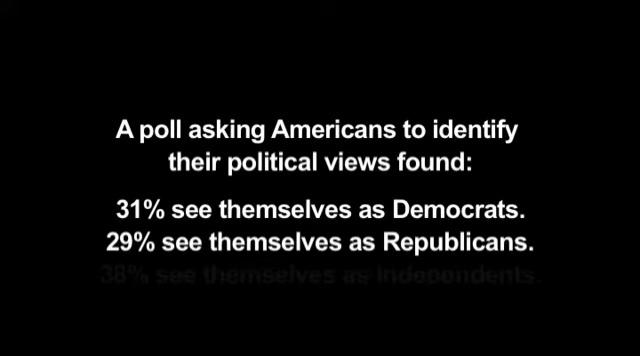 A poll asking Americans to identify
their political views found:
31% see themselves as Democrats.
29% see themselves as Republicans.
38% see themselves as Independents.